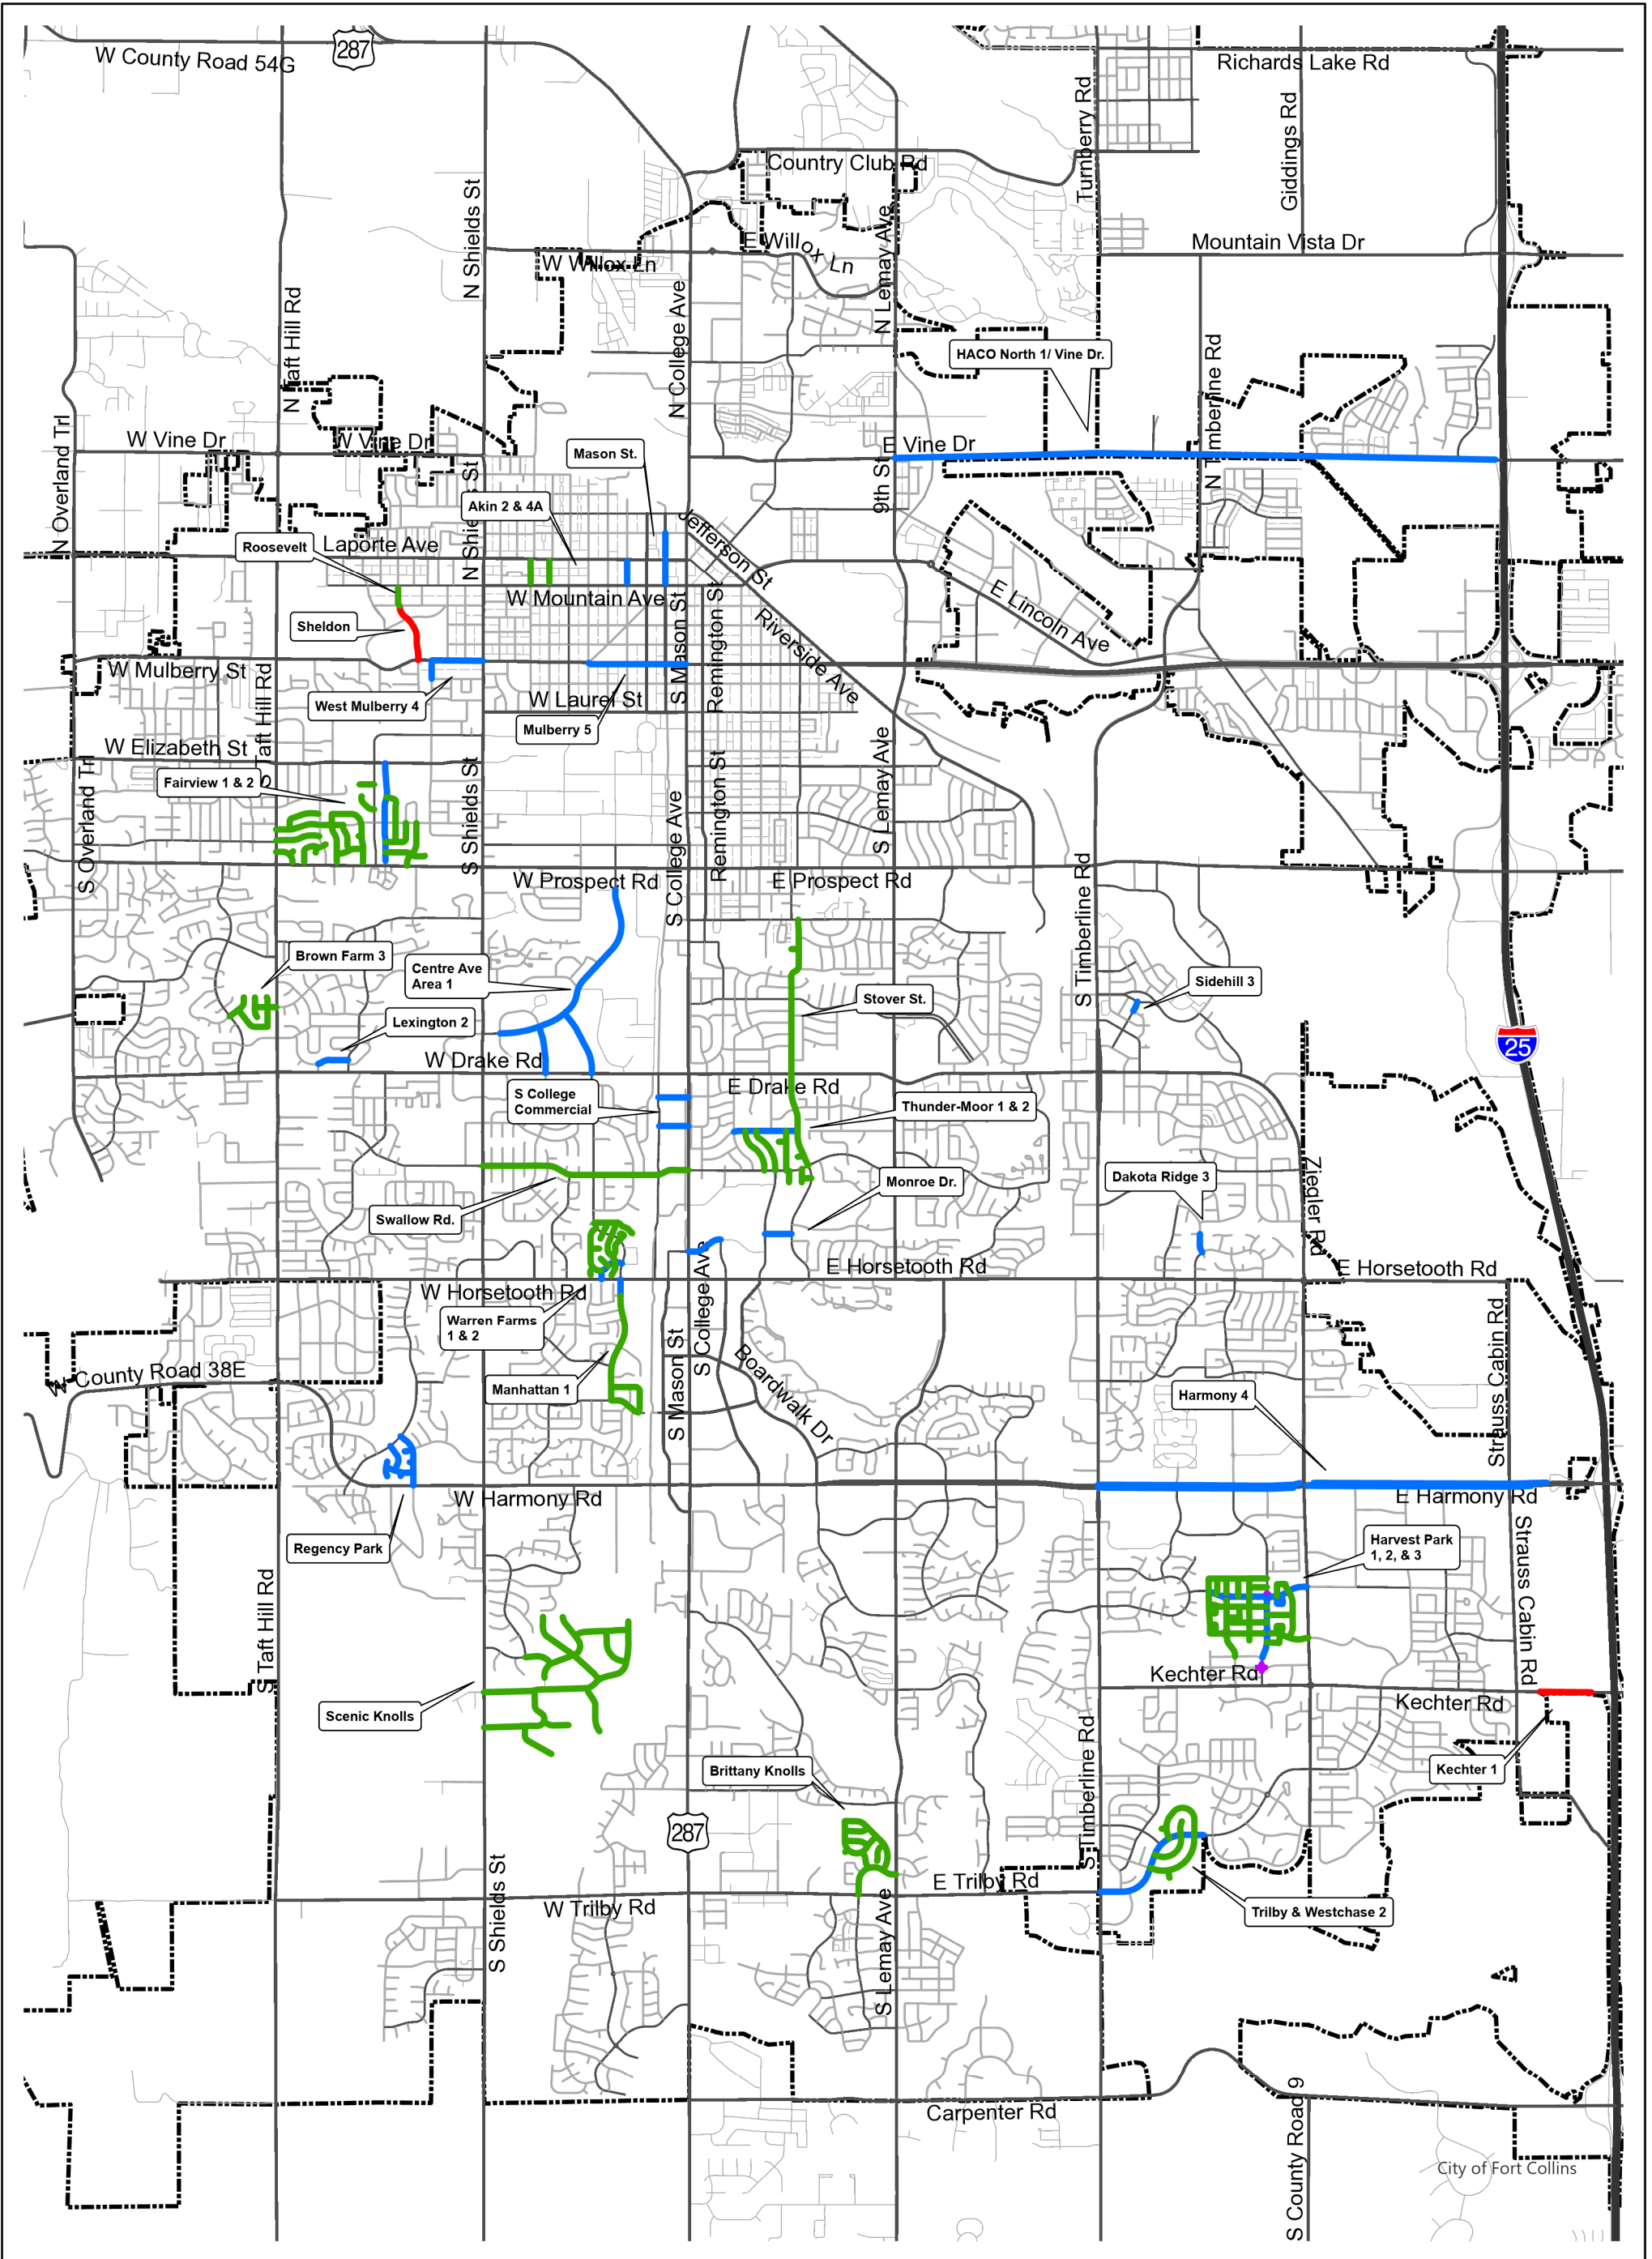 W County Road 54G
287
Richards Lake Rd
Turnberry Rd
Giddings Rd
Country Club Rd
N Shields St
N Lemay Ave
E Willox Ln
W Willox Ln
Mountain Vista Dr
N Taft Hill Rd
N College Ave
HACO North 1/ Vine Dr.
N Timberline Rd
N Overland Trl
W Vine Dr
W Vine Dr
E Vine Dr
Mason St.
N Shields St
9th St
Akin 2 & 4A
Jefferson St
Roosevelt
Laporte Ave
W Mountain Ave
E Lincoln Ave
Sheldon
S Mason St
Remington St
Riverside Ave
W Mulberry St
S Taft Hill Rd
West Mulberry 4
W Laurel St
Mulberry 5
W Elizabeth St
Fairview 1 & 2
S Overland Trl
S Shields St
S College Ave
Remington St
S Lemay Ave
W Prospect Rd
E Prospect Rd
S Timberline Rd
Brown Farm 3
Centre Ave
Area 1
Sidehill 3
Stover St.
Lexington 2
25
W Drake Rd
E Drake Rd
S College
Commercial
Thunder-Moor 1 & 2
Monroe Dr.
Dakota Ridge 3
Ziegler Rd
Swallow Rd.
S College Ave
E Horsetooth Rd
E Horsetooth Rd
W Horsetooth Rd
Warren Farms
1 & 2
Strauss Cabin Rd
W County Road 38E
S Mason St
Boardwalk Dr
Manhattan 1
Harmony 4
W Harmony Rd
E Harmony Rd
Regency Park
Harvest Park
1, 2, & 3
Strauss Cabin Rd
S Taft Hill Rd
Kechter Rd
Kechter Rd
Scenic Knolls
S Timberline Rd
Brittany Knolls
Kechter 1
287
E Trilby Rd
W Trilby Rd
S Shields St
S Lemay Ave
Trilby & Westchase 2
Carpenter Rd
S County Road 9
City of Fort Collins